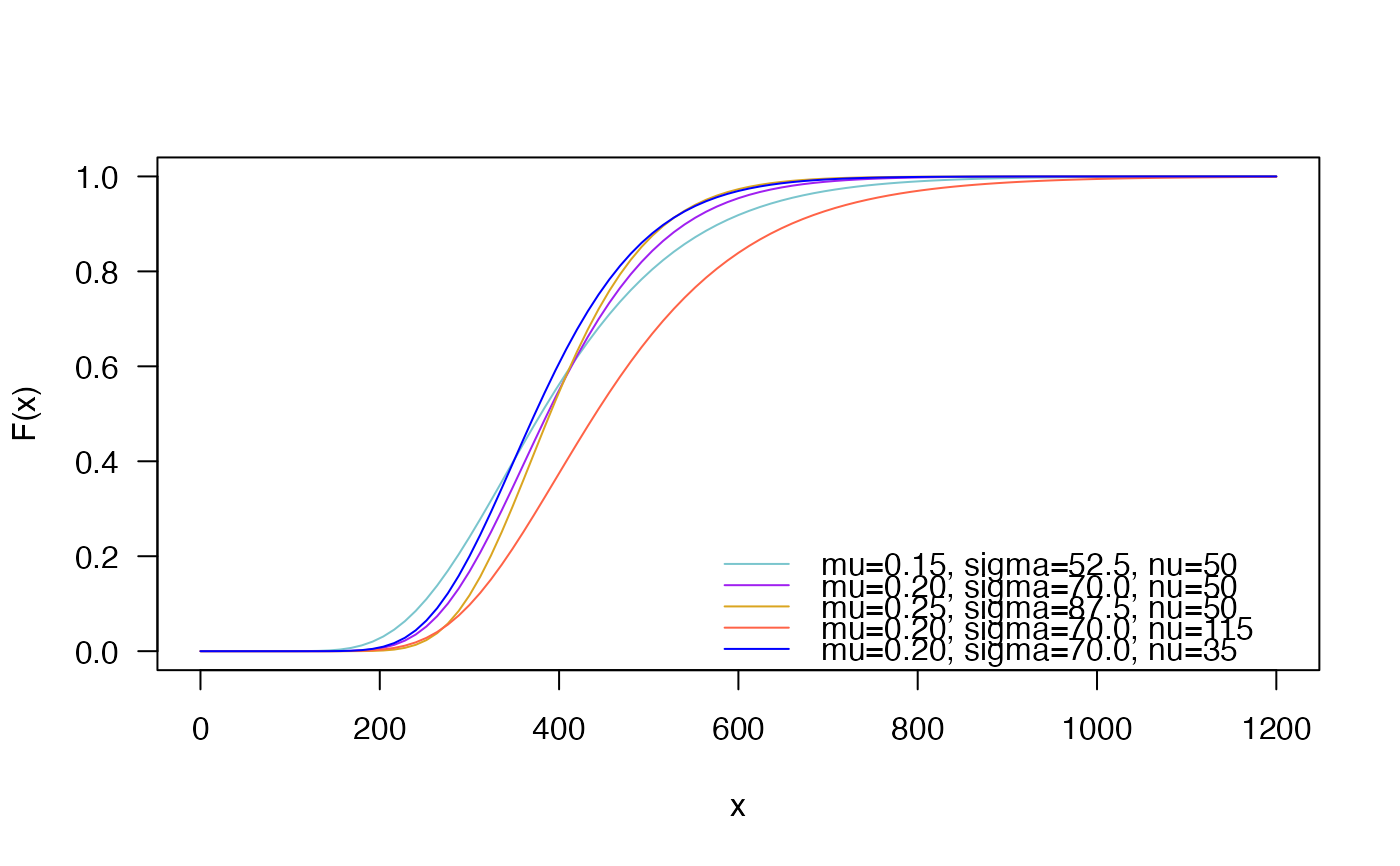 1.0
0.8
0.6
0.4
0.2
0.0
F(x)
mu=0.15, sigma=52.5, nu=50
mu=0.20, sigma=70.0, nu=50
mu=0.25, sigma=87.5, nu=50
mu=0.20, sigma=70.0, nu=115
mu=0.20, sigma=70.0, nu=35
0 200 400 600 800 1000 1200
x